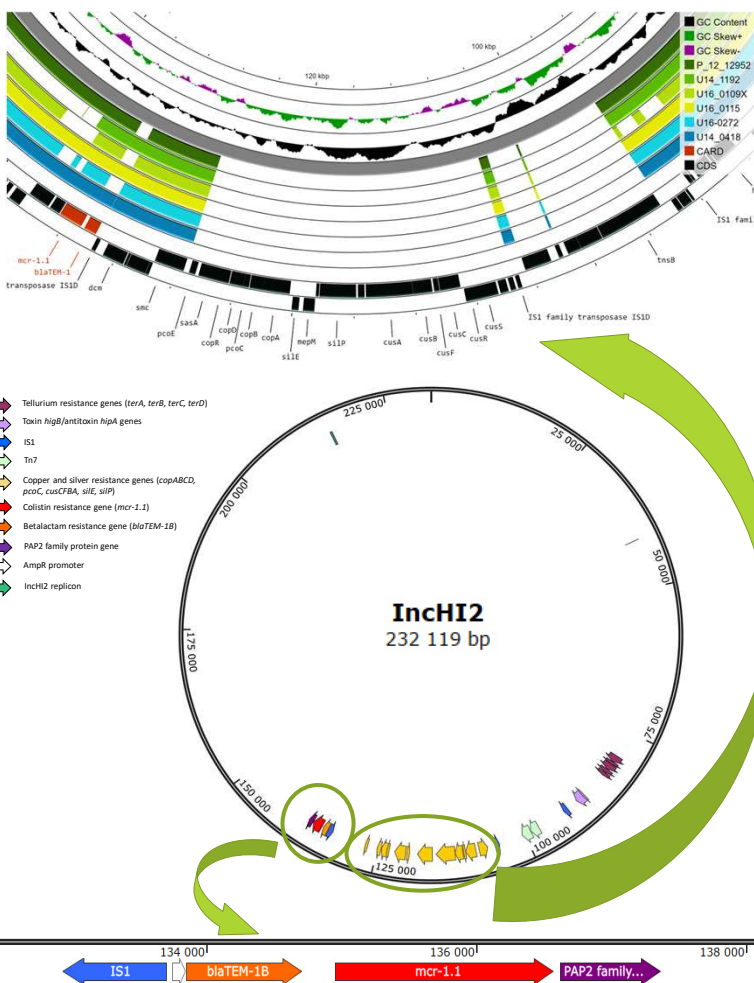 GC Content
GC Skew+
GC Skew-
P_12_12952
U14_1192
U16_0109X
U16_0115
U16-0272
U14_0418
CARD
CDS
100 kbp
120 kbp
IS1 fami
tnsB
mcr-1.1
blaTEM-1
transposase IS1D
dcm
smc
pcoE
sasA
copR
copD
pcoC
copB
copA
silE
mepM
silP
cusA
cusB
cusF
cusC
cusR
cusS
IS1 family transposase IS1D
Tellurium resistance genes (terA, terB, terC, terD)
Toxin higB/antitoxin hipA genes
IS1
Tn7
Copper and silver resistance genes (copABCD,
pcoC, cusCFBA, silE, silP)
Colistin resistance gene (mcr-1.1)
Betalactam resistance gene (blaTEM-1B)
PAP2 family protein gene
AmpR promoter
IncHI2 replicon
225 000
25 000
200 000
50 000
IncHI2
232 119 bp
175 000
75 000
150 000
100 000
125 000
134 000
136 000
138 000
IS1
blaTEM-1B
mcr-1.1
PAP2 family...